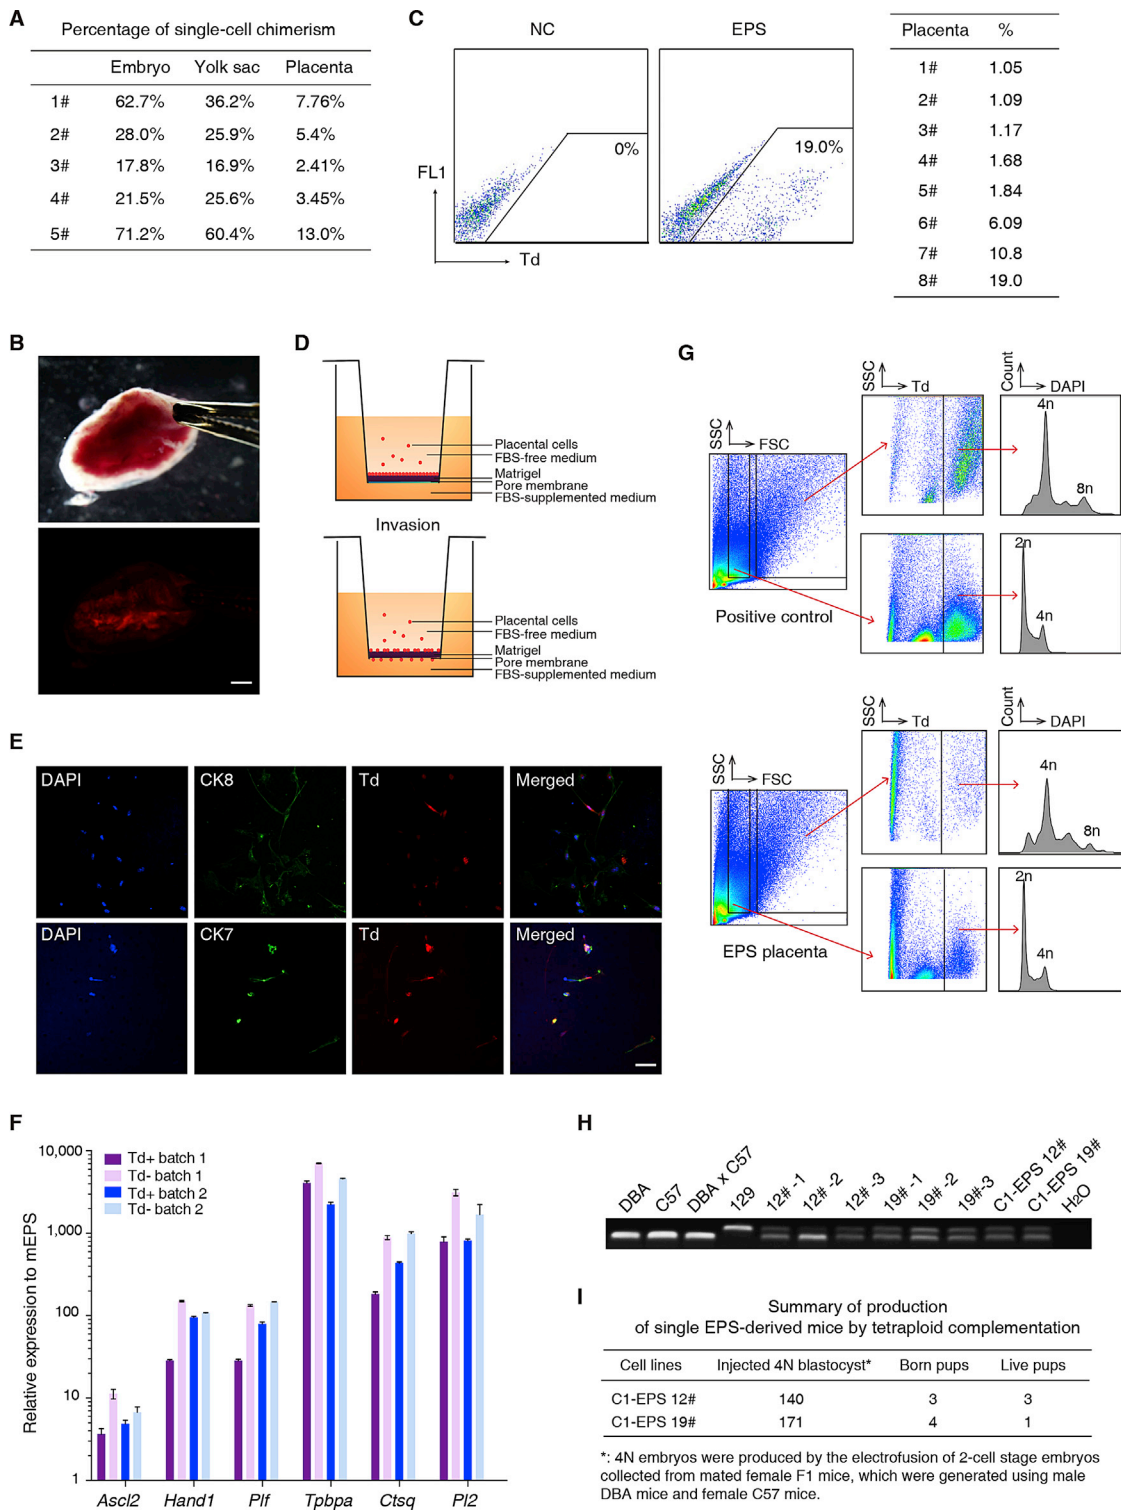 A
Percentage of single-cell chimerism
Embryo Yolk sac Placenta
1# 62.7% 36.2% 7.76%
2# 28.0% 25.9% 5.4%
3# 17.8% 16.9% 2.41%
4# 21.5% 25.6% 3.45%
5# 71.2% 60.4% 13.0%
C
NC
EPS
0%
19.0%
FL1
Td
Placenta %
1# 1.05
2# 1.09
3# 1.17
4# 1.68
5# 1.84
6# 6.09
7# 10.8
8# 19.0
B
D
Placental cells
FBS-free medium
Matrigel
Pore membrane
FBS-supplemented medium
Invasion
Placental cells
FBS-free medium
Matrigel
Pore membrane
FBS-supplemented medium
E
DAPI CK8 Td Merged
DAPI CK7 Td Merged
G
SSC
FSC
SSC
Td
Count
DAPI
4n
8n
2n
4n
Positive control
SSC
FSC
SSC
Td
Count
DAPI
4n
8n
2n
4n
EPS placenta
F
Relative expression to mEPS
10,000
1,000
100
10
1
Td+ batch 1
Td- batch 1
Td+ batch 2
Td- batch 2
Ascl2 Hand1 Plf Tpbpa Ctsq Pl2
H
DBA C57 DBA x C57 129 12# -1 12# -2 12# -3 19# -1 19# -2 19#-3 C1-EPS 12# C1-EPS 19# H2O
I
Summary of production
of single EPS-derived mice by tetraploid complementation
Cell lines Injected 4N blastocyst* Born pups Live pups
C1-EPS 12# 140 3 3
C1-EPS 19# 171 4 1
*: 4N embryos were produced by the electrofusion of 2-cell stage embryos
collected from mated female F1 mice, which were generated using male
DBA mice and female C57 mice.